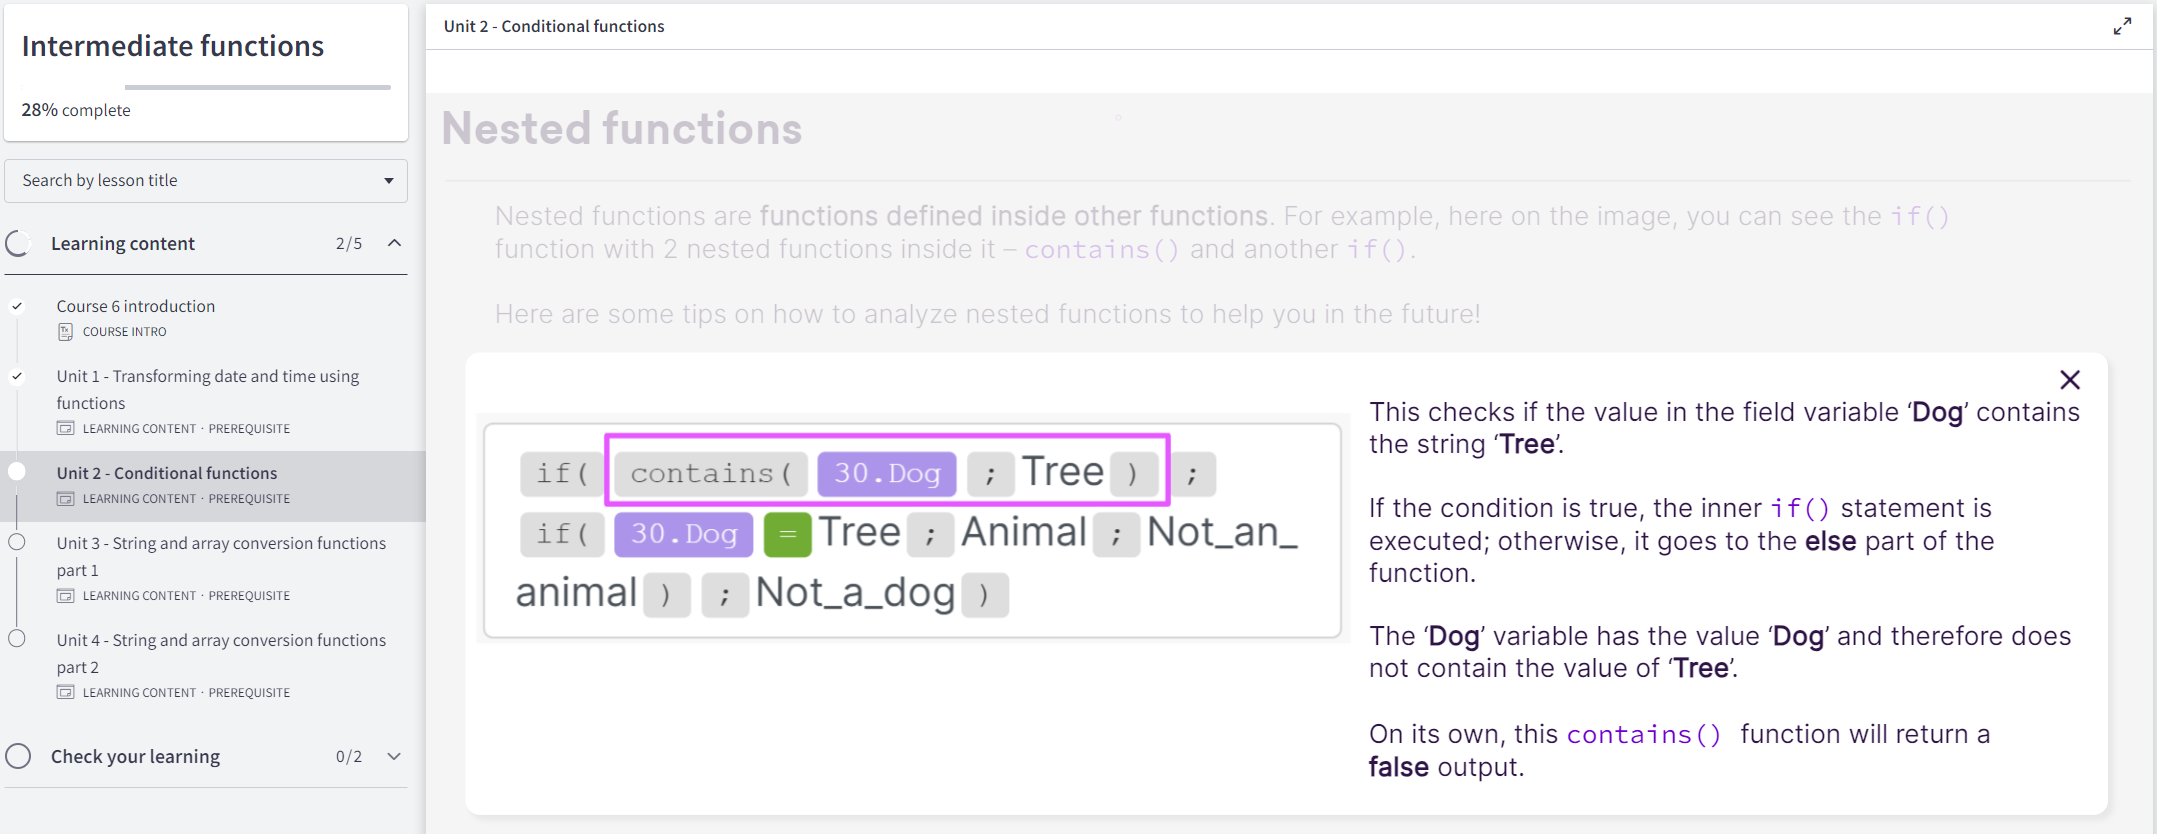 Intermediate functions
28% complete
Search by lesson title
Learning content 2/5
Course 6 introduction
COURSE INTRO
Unit 1 - Transforming date and time using
functions
LEARNING CONTENT · PREREQUISITE
Unit 2 - Conditional functions
LEARNING CONTENT · PREREQUISITE
Unit 3 - String and array conversion functions
part 1
LEARNING CONTENT · PREREQUISITE
Unit 4 - String and array conversion functions
part 2
LEARNING CONTENT · PREREQUISITE
Check your learning 0/2
Unit 2 - Conditional functions
Nested functions
Nested functions are functions defined inside other functions. For example, here on the image, you can see the if()
function with 2 nested functions inside it – contains() and another if().
Here are some tips on how to analyze nested functions to help you in the future!
if( contains( 30.Dog ; Tree ) ;
if( 30.Dog = Tree ; Animal ; Not_an_
animal ) ; Not_a_dog )
This checks if the value in the field variable ‘Dog’ contains
the string ‘Tree’.
If the condition is true, the inner if() statement is
executed; otherwise, it goes to the else part of the
function.
The ‘Dog’ variable has the value ‘Dog’ and therefore does
not contain the value of ‘Tree’.
On its own, this contains() function will return a
false output.